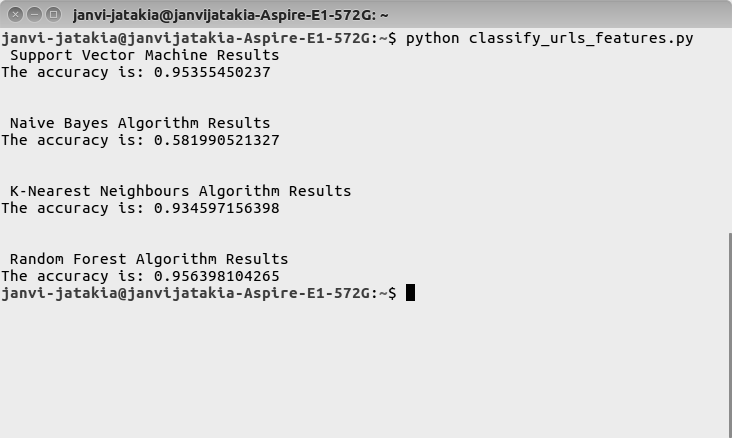 janvi-jatakia@janvijatakia-Aspire-E1-572G: ~
janvi-jatakia@janvijatakia-Aspire-E1-572G:~$ python classify_urls_features.py
Support Vector Machine Results
The accuracy is: 0.95355450237
Naive Bayes Algorithm Results
The accuracy is: 0.581990521327
K-Nearest Neighbours Algorithm Results
The accuracy is: 0.934597156398
Random Forest Algorithm Results
The accuracy is: 0.956398104265
janvi-jatakia@janvijatakia-Aspire-E1-572G:~$